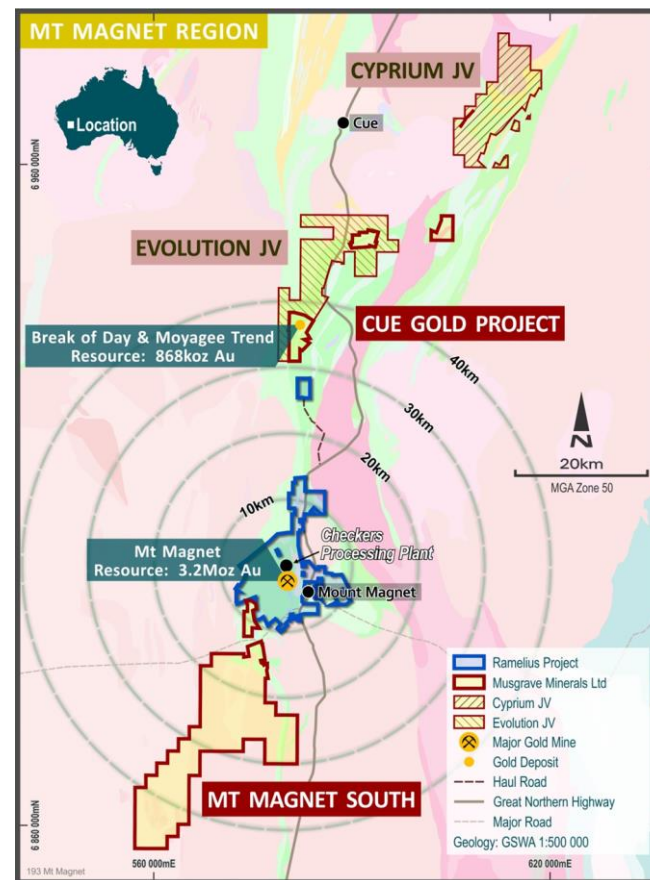 MT MAGNET REGION
CYPRIUM JV
Location
Cue
6 960 000mN
EVOLUTION JV
Break of Day & Moyagee Trend
Resource: 868koz Au
CUE GOLD PROJECT
40km
30km
20km
10km
N
20km
MGA Zone 50
Checkers
Processing Plant
Mt Magnet
Resource: 3.2Moz Au
Mount Magnet
MT MAGNET SOUTH
6 860 000mN
Ramelius Project
Musgrave Minerals Ltd
Cyprium JV
Evolution JV
Major Gold Mine
Gold Deposit
Haul Road
Great Northern Highway
Major Road
Geology: GSWA 1:500 000
193 Mt Magnet
560 000mE
620 000mE